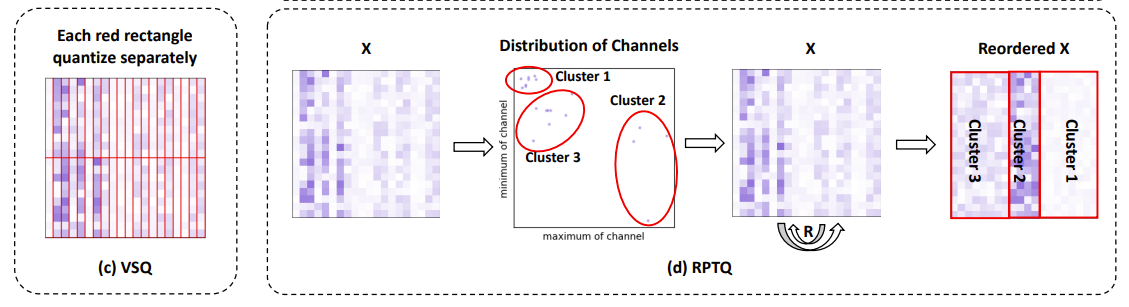 Each red rectangle
quantize separately
(c) VSQ
X
Distribution of Channels
Cluster 1
Cluster 2
Cluster 3
minimum of channel
maximum of channel
X
R
Reordered X
Cluster 3
Cluster 2
Cluster 1
(d) RPTQ